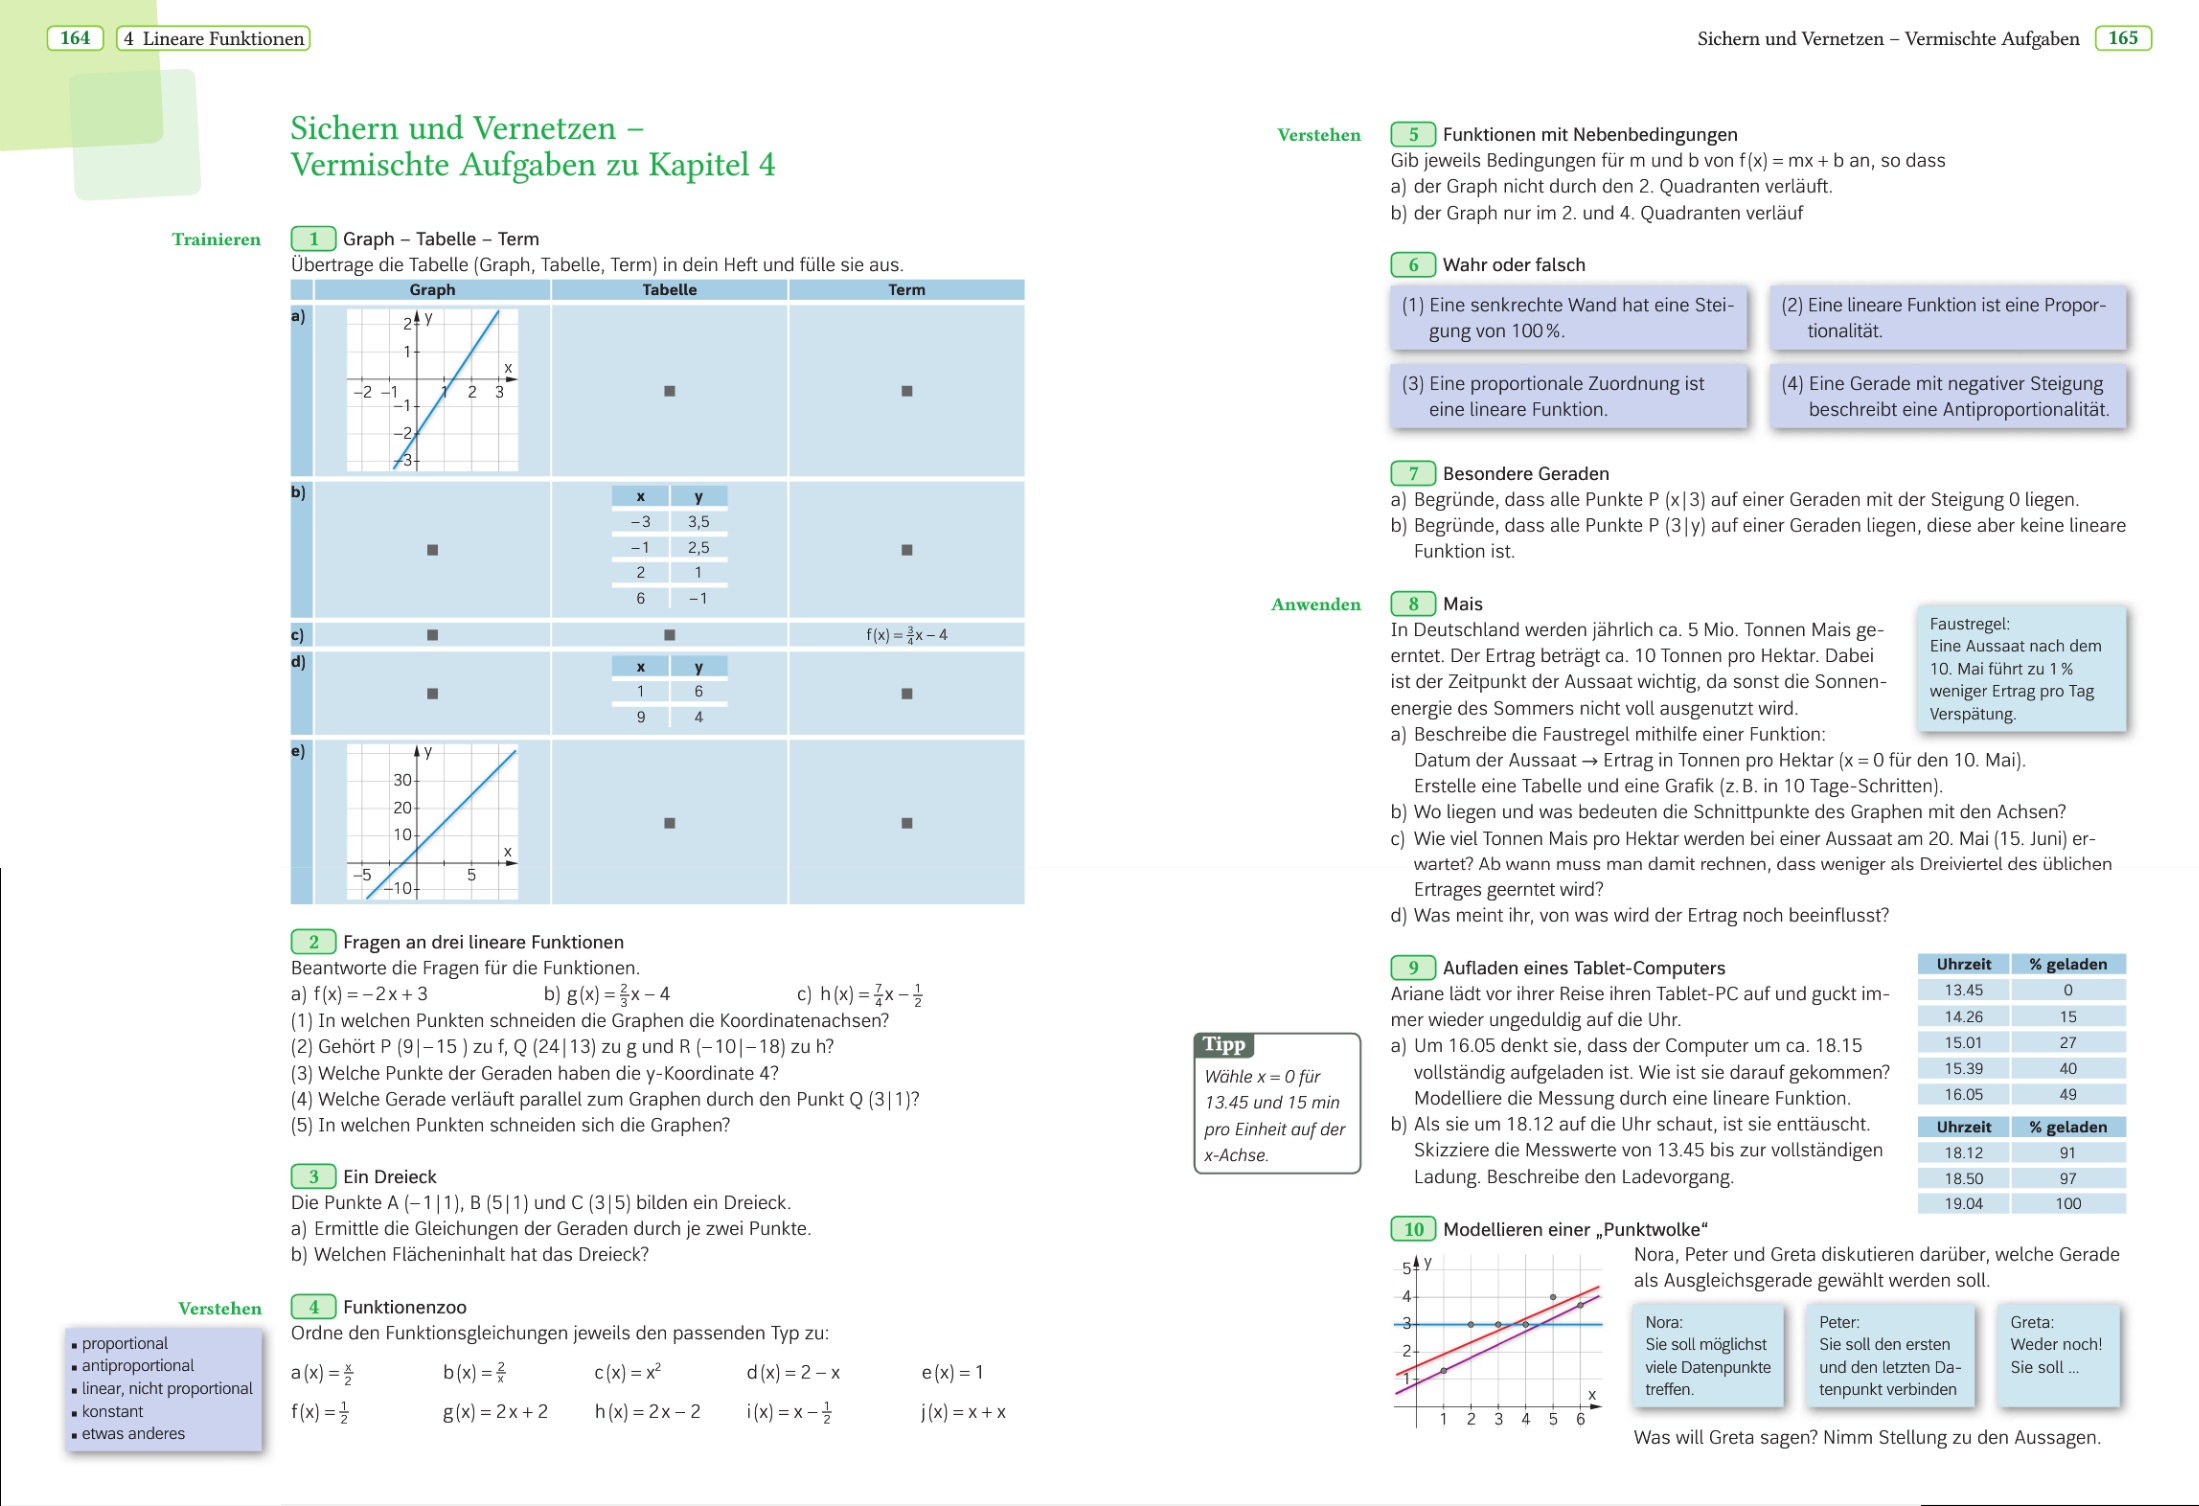 164 4 Lineare Funktionen
Sichern und Vernetzen –
Vermischte Aufgaben zu Kapitel 4
Trainieren
1 Graph – Tabelle – Term
Übertrage die Tabelle (Graph, Tabelle, Term) in dein Heft und fülle sie aus.
Graph Tabelle Term
a)
y
2
1
x
−2 −1 1 2 3
−1
−2
−3
b)
x y
−3 3,5
−1 2,5
2 1
6 −1
c) f(x) = 3/4 x − 4
d)
x y
1 6
9 4
e)
y
30
20
10
x
−5 5
−10
2 Fragen an drei lineare Funktionen
Beantworte die Fragen für die Funktionen.
a) f(x) = −2x + 3 b) g(x) = 2/3 x − 4 c) h(x) = 7/4 x − 1/2
(1) In welchen Punkten schneiden die Graphen die Koordinatenachsen?
(2) Gehört P (9|−15 ) zu f, Q (24|13) zu g und R (−10|−18) zu h?
(3) Welche Punkte der Geraden haben die y-Koordinate 4?
(4) Welche Gerade verläuft parallel zum Graphen durch den Punkt Q (3|1)?
(5) In welchen Punkten schneiden sich die Graphen?
3 Ein Dreieck
Die Punkte A (−1|1), B (5|1) und C (3|5) bilden ein Dreieck.
a) Ermittle die Gleichungen der Geraden durch je zwei Punkte.
b) Welchen Flächeninhalt hat das Dreieck?
Verstehen
▪ proportional
▪ antiproportional
▪ linear, nicht proportional
▪ konstant
▪ etwas anderes
4 Funktionenzoo
Ordne den Funktionsgleichungen jeweils den passenden Typ zu:
a(x) = x/2 b(x) = 2/x c(x) = x² d(x) = 2 − x e(x) = 1
f(x) = 1/2 g(x) = 2x + 2 h(x) = 2x − 2 i(x) = x − 1/2 j(x) = x + x
Sichern und Vernetzen – Vermischte Aufgaben 165
Verstehen
5 Funktionen mit Nebenbedingungen
Gib jeweils Bedingungen für m und b von f(x) = mx + b an, so dass
a) der Graph nicht durch den 2. Quadranten verläuft.
b) der Graph nur im 2. und 4. Quadranten verläuf
6 Wahr oder falsch
(1) Eine senkrechte Wand hat eine Stei-
gung von 100 %.
(2) Eine lineare Funktion ist eine Propor-
tionalität.
(3) Eine proportionale Zuordnung ist
eine lineare Funktion.
(4) Eine Gerade mit negativer Steigung
beschreibt eine Antiproportionalität.
7 Besondere Geraden
a) Begründe, dass alle Punkte P (x|3) auf einer Geraden mit der Steigung 0 liegen.
b) Begründe, dass alle Punkte P (3|y) auf einer Geraden liegen, diese aber keine lineare
Funktion ist.
Anwenden
8 Mais
In Deutschland werden jährlich ca. 5 Mio. Tonnen Mais ge-
erntet. Der Ertrag beträgt ca. 10 Tonnen pro Hektar. Dabei
ist der Zeitpunkt der Aussaat wichtig, da sonst die Sonnen-
energie des Sommers nicht voll ausgenutzt wird.
Faustregel:
Eine Aussaat nach dem
10. Mai führt zu 1 %
weniger Ertrag pro Tag
Verspätung.
a) Beschreibe die Faustregel mithilfe einer Funktion:
Datum der Aussaat → Ertrag in Tonnen pro Hektar (x = 0 für den 10. Mai).
Erstelle eine Tabelle und eine Grafik (z. B. in 10 Tage-Schritten).
b) Wo liegen und was bedeuten die Schnittpunkte des Graphen mit den Achsen?
c) Wie viel Tonnen Mais pro Hektar werden bei einer Aussaat am 20. Mai (15. Juni) er-
wartet? Ab wann muss man damit rechnen, dass weniger als Dreiviertel des üblichen
Ertrages geerntet wird?
d) Was meint ihr, von was wird der Ertrag noch beeinflusst?
9 Aufladen eines Tablet-Computers
Ariane lädt vor ihrer Reise ihren Tablet-PC auf und guckt im-
mer wieder ungeduldig auf die Uhr.
a) Um 16.05 denkt sie, dass der Computer um ca. 18.15
vollständig aufgeladen ist. Wie ist sie darauf gekommen?
Modelliere die Messung durch eine lineare Funktion.
b) Als sie um 18.12 auf die Uhr schaut, ist sie enttäuscht.
Skizziere die Messwerte von 13.45 bis zur vollständigen
Ladung. Beschreibe den Ladevorgang.
Uhrzeit % geladen
13.45 0
14.26 15
15.01 27
15.39 40
16.05 49
Uhrzeit % geladen
18.12 91
18.50 97
19.04 100
Tipp
Wähle x = 0 für
13.45 und 15 min
pro Einheit auf der
x-Achse.
10 Modellieren einer „Punktwolke“
y
5
4
3
2
1
x
1 2 3 4 5 6
Nora, Peter und Greta diskutieren darüber, welche Gerade
als Ausgleichsgerade gewählt werden soll.
Nora:
Sie soll möglichst
viele Datenpunkte
treffen.
Peter:
Sie soll den ersten
und den letzten Da-
tenpunkt verbinden
Greta:
Weder noch!
Sie soll ...
Was will Greta sagen? Nimm Stellung zu den Aussagen.